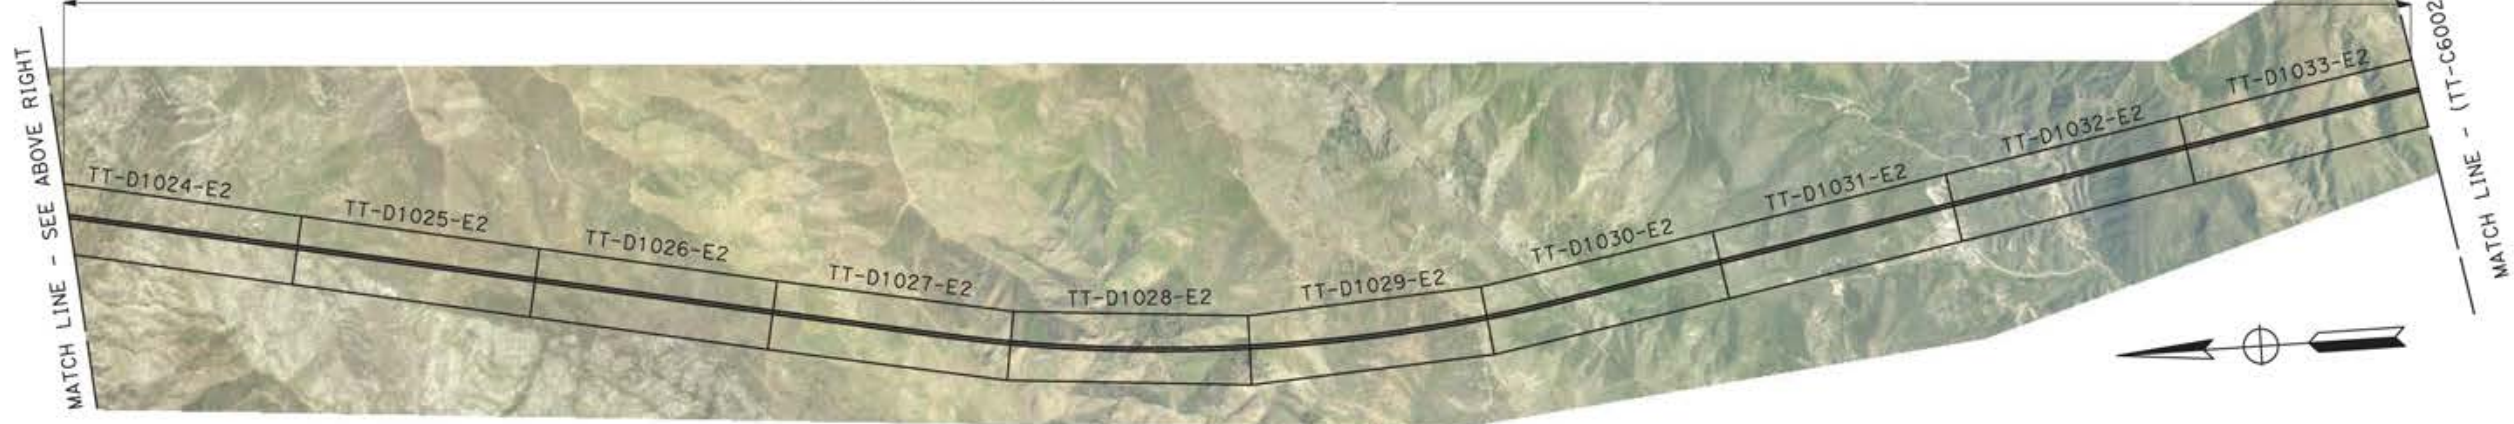 MATCH LINE - SEE ABOVE RIGHT
TT-D1024-E2
TT-D1025-E2
TT-D1026-E2
TT-D1027-E2
TT-D1028-E2
TT-D1029-E2
TT-D1030-E2
TT-D1031-E2
TT-D1032-E2
TT-D1033-E2
MATCH LINE - (TT-C6002